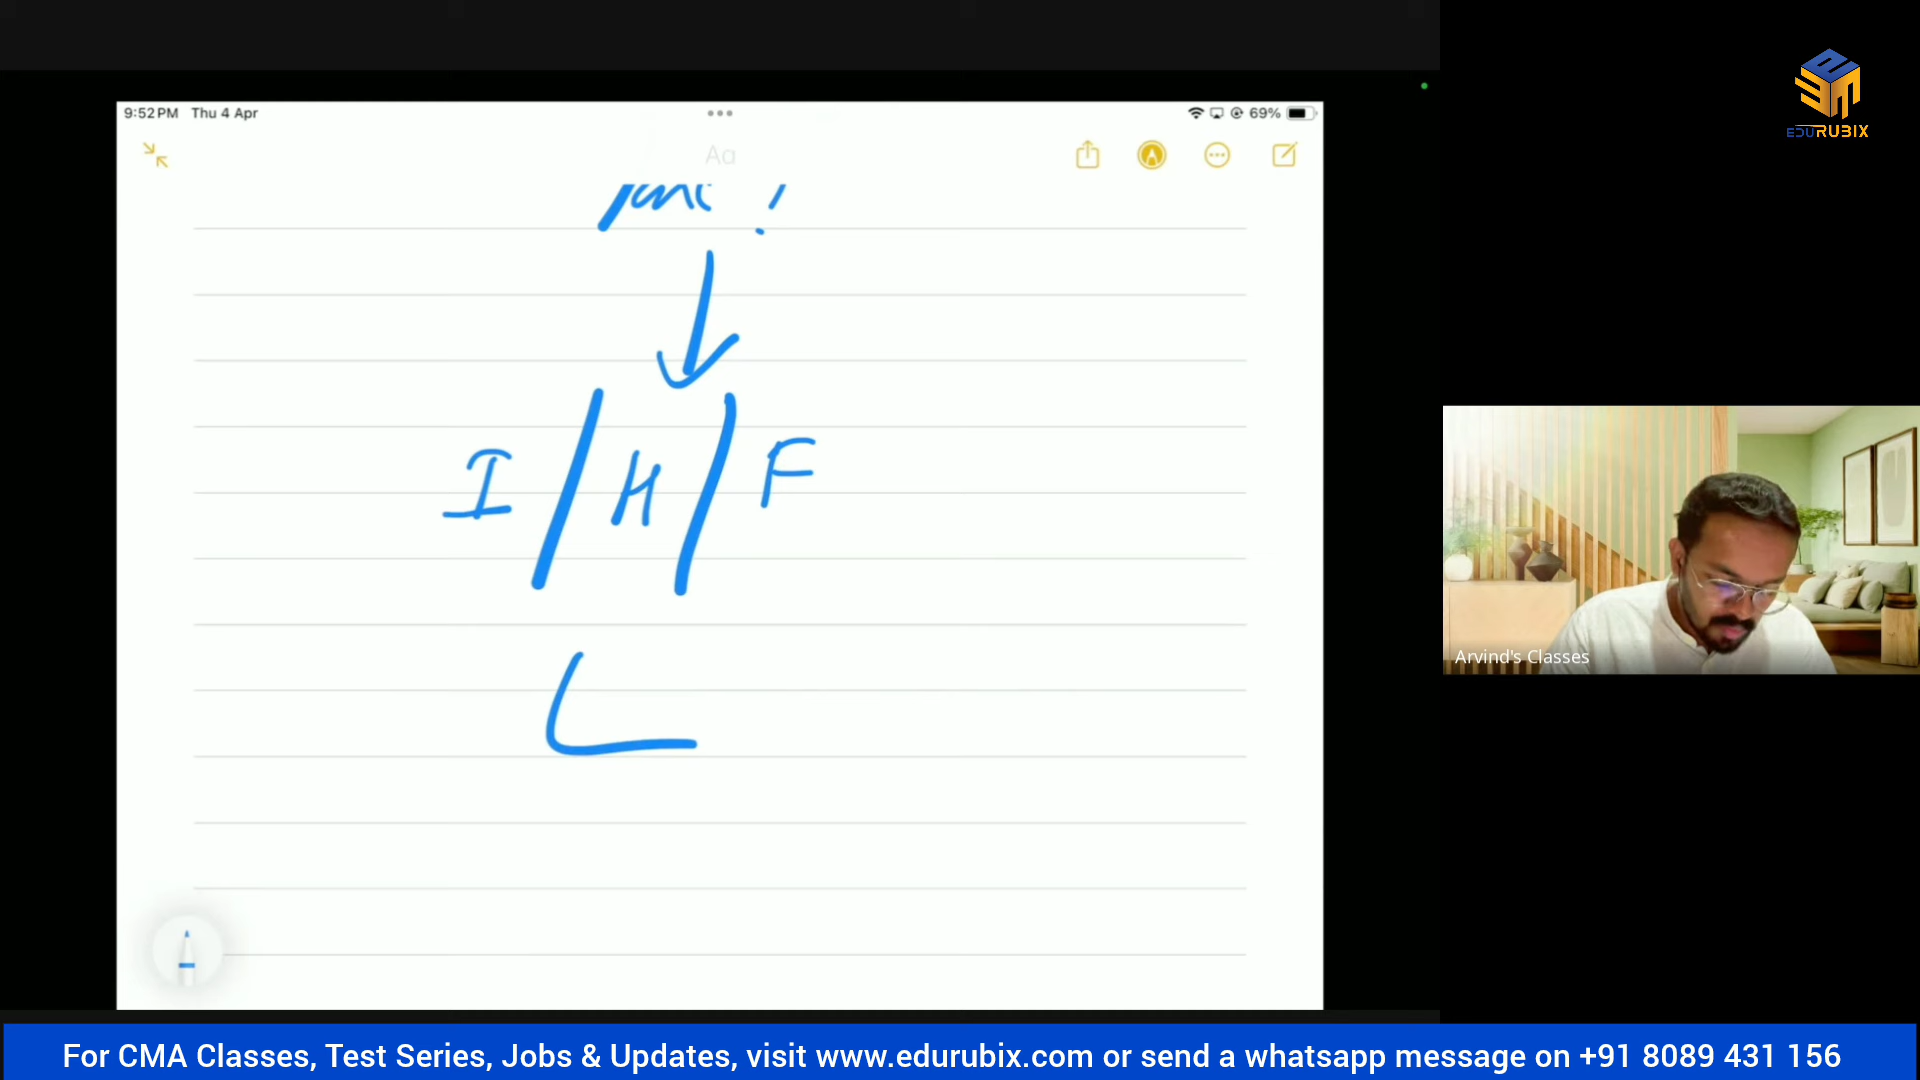 EDURUBIX
9:52 PM Thu 4 Apr
69%
Aa
I / H / F
L
Arvind's Classes
For CMA Classes, Test Series, Jobs & Updates, visit www.edurubix.com or send a whatsapp message on +91 8089 431 156